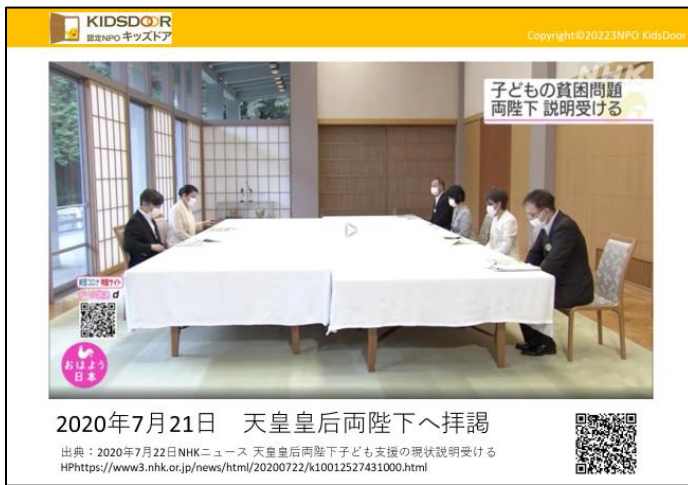 KIDSDOOR
認定NPO キッズドア
Copyright©20223NPO KidsDoor
NHK
子どもの貧困問題
両陛下 説明受ける
おはよう
日本
2020年7月21日　天皇皇后両陛下へ拝謁
出典：2020年7月22日NHKニュース 天皇皇后両陛下子ども支援の現状説明受ける
HPhttps://www3.nhk.or.jp/news/html/20200722/k10012527431000.html